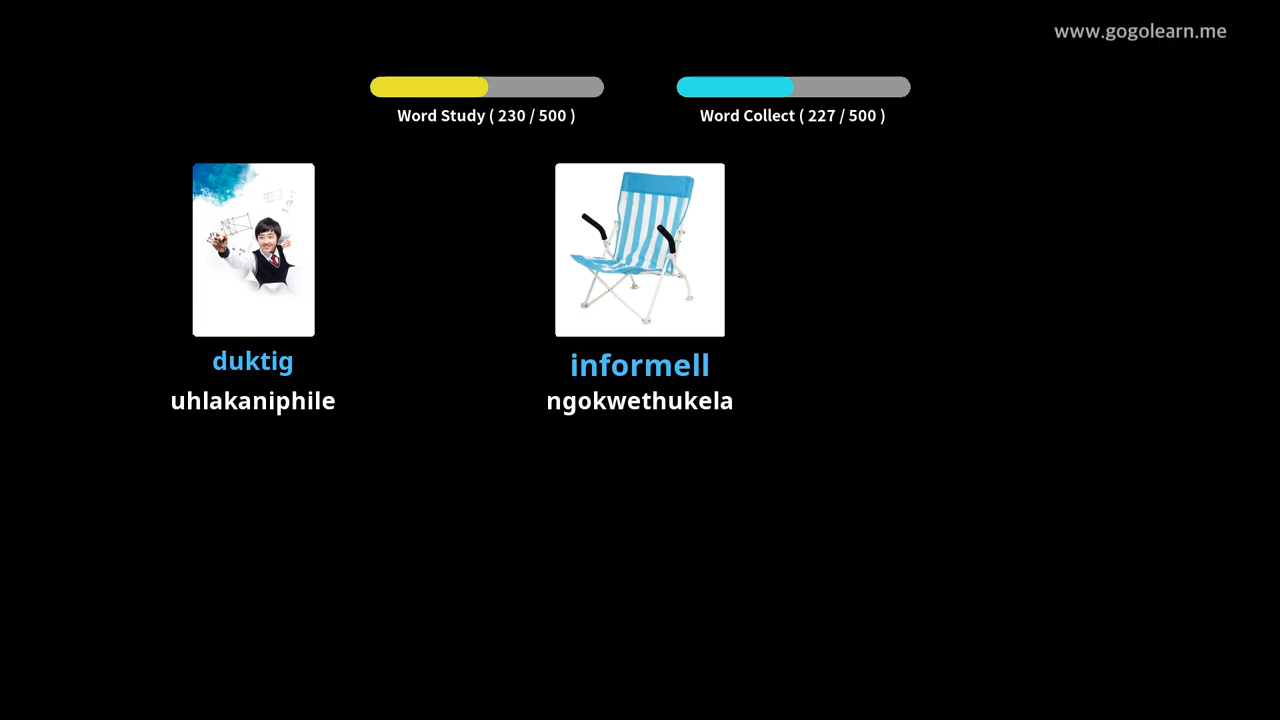 www.gogolearn.me
Word Study ( 230 / 500 )
Word Collect ( 227 / 500 )
duktig
informell
uhlakaniphile
ngokwethukela